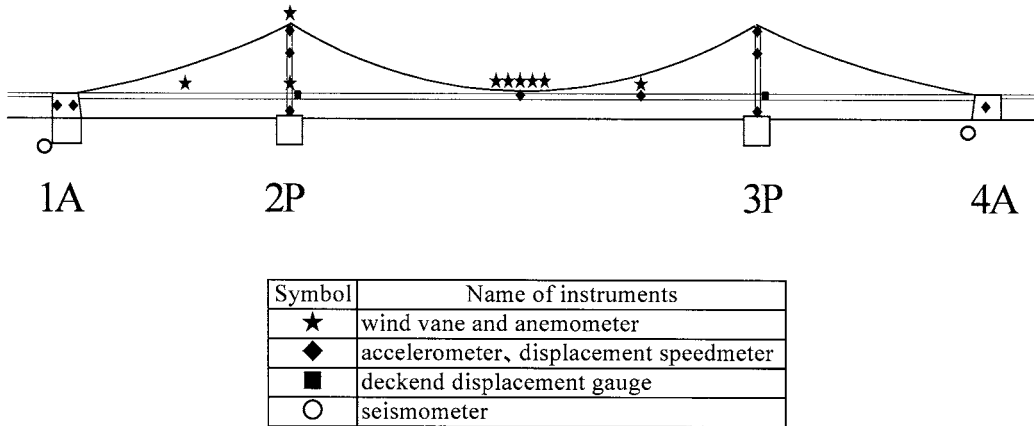 1A 2P 3P 4A
Symbol Name of instruments
★ wind vane and anemometer
◆ accelerometer、displacement speedmeter
■ deckend displacement gauge
○ seismometer